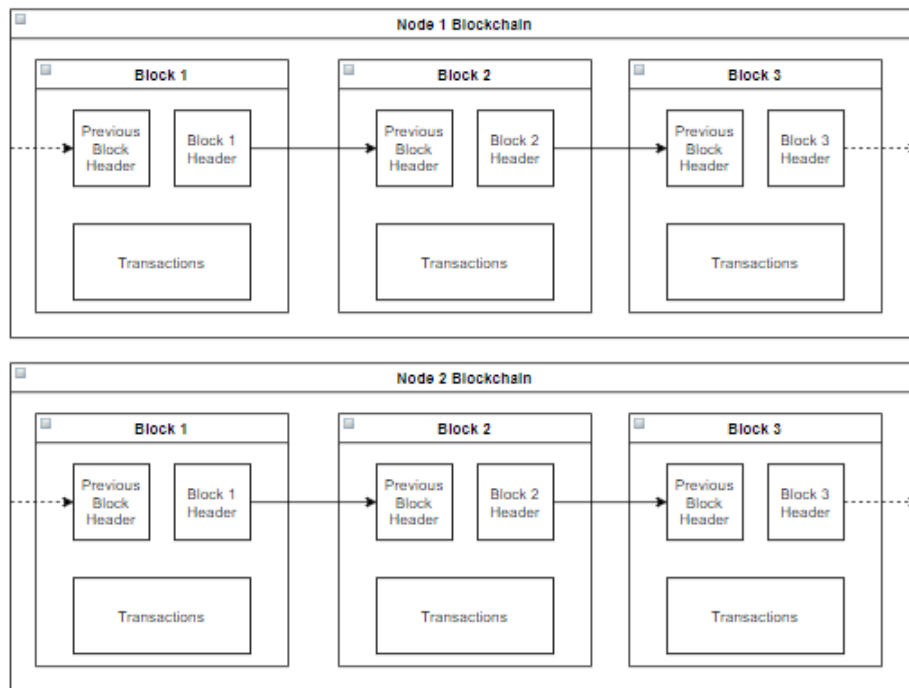 Node 1 Blockchain
Block 1
Block 2
Block 3
Previous
Block
Header
Block 1
Header
Previous
Block
Header
Block 2
Header
Previous
Block
Header
Block 3
Header
Transactions
Transactions
Transactions
Node 2 Blockchain
Block 1
Block 2
Block 3
Previous
Block
Header
Block 1
Header
Previous
Block
Header
Block 2
Header
Previous
Block
Header
Block 3
Header
Transactions
Transactions
Transactions